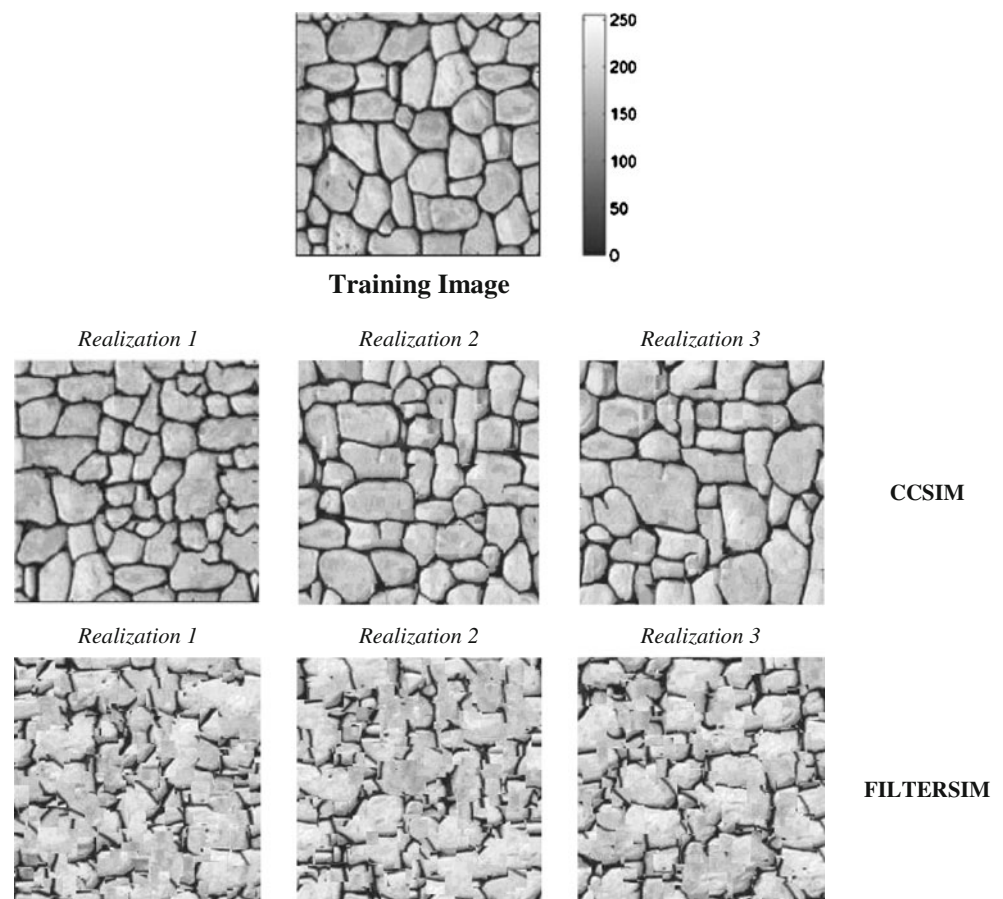 250
200
150
100
50
0
Training Image
Realization 1
Realization 2
Realization 3
CCSIM
Realization 1
Realization 2
Realization 3
FILTERSIM